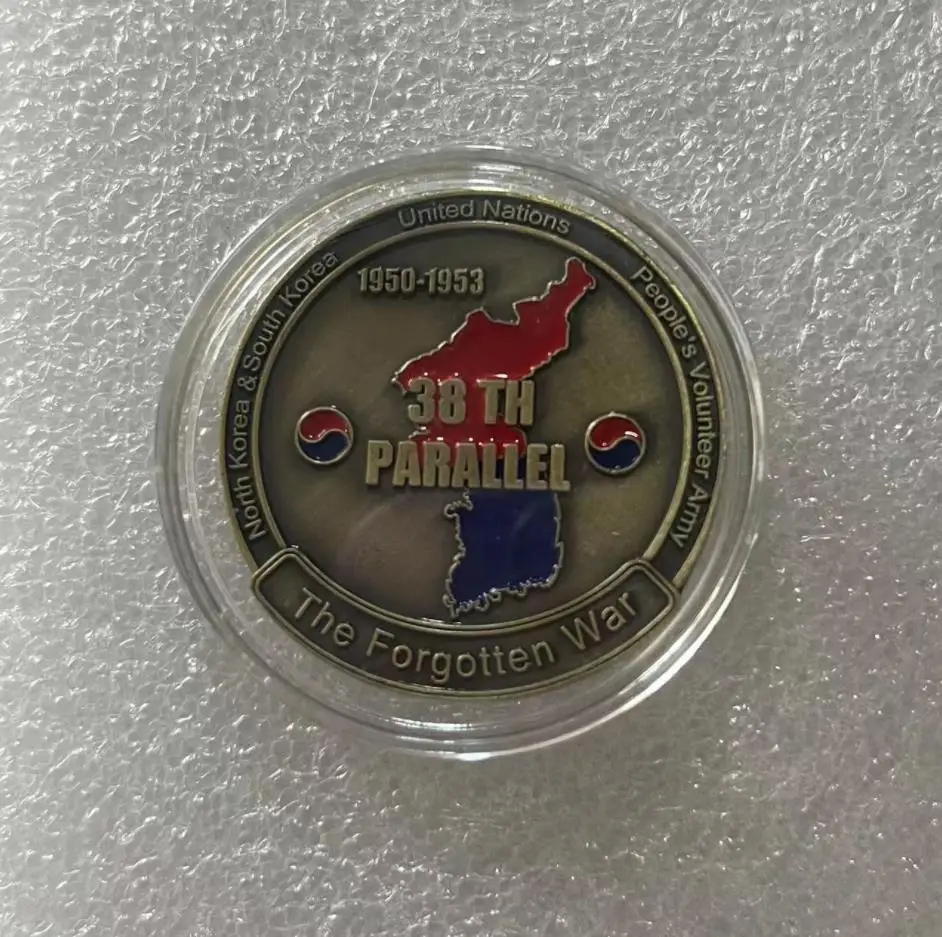 North Korea & South Korea
United Nations
People's Volunteer Army
1950-1953
38 TH
PARALLEL
The Forgotten War